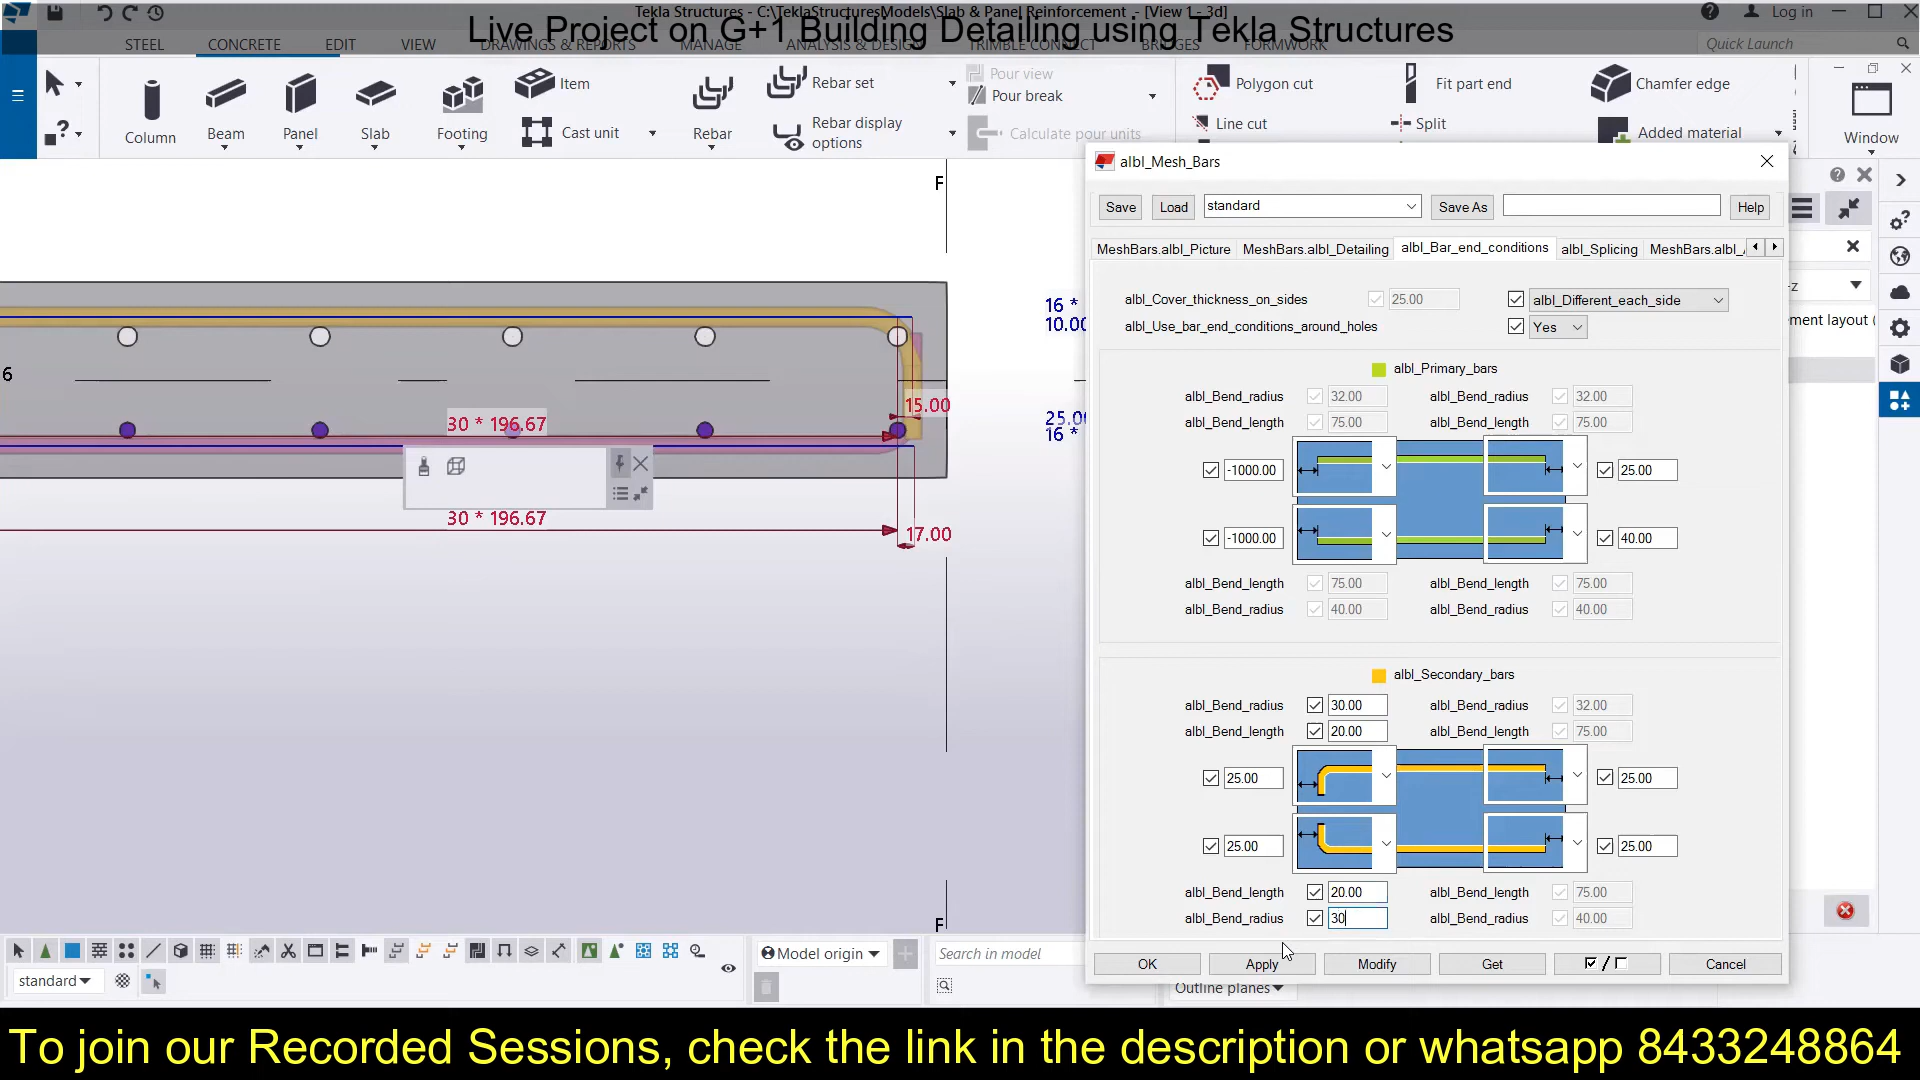 Tekla Structures - C:\TeklaStructuresModels\Slab & Panel Reinforcement - [View 1 - 3d]
Log in
Live Project on G+1 Building Detailing using Tekla Structures
STEEL CONCRETE EDIT VIEW DRAWINGS & REPORTS MANAGE ANALYSIS & DESIGN TRIMBLE CONNECT BRIDGES FORMWORK
Quick Launch
Column
Beam
Panel
Slab
Footing
Item
Cast unit
Rebar
Rebar set
Rebar display
options
Pour view
Pour break
Calculate pour units
Polygon cut
Line cut
Fit part end
Split
Chamfer edge
Added material
Window
albl_Mesh_Bars
Save Load standard Save As Help
MeshBars.albl_Picture MeshBars.albl_Detailing albl_Bar_end_conditions albl_Splicing MeshBars.albl_
albl_Cover_thickness_on_sides 25.00 albl_Different_each_side
albl_Use_bar_end_conditions_around_holes Yes
albl_Primary_bars
albl_Bend_radius 32.00 albl_Bend_radius 32.00
albl_Bend_length 75.00 albl_Bend_length 75.00
-1000.00 25.00
-1000.00 40.00
albl_Bend_length 75.00 albl_Bend_length 75.00
albl_Bend_radius 40.00 albl_Bend_radius 40.00
albl_Secondary_bars
albl_Bend_radius 30.00 albl_Bend_radius 32.00
albl_Bend_length 20.00 albl_Bend_length 75.00
25.00 25.00
25.00 25.00
albl_Bend_length 20.00 albl_Bend_length 75.00
albl_Bend_radius 30 albl_Bend_radius 40.00
OK Apply Modify Get / Cancel
F
16 *
10.00
6
15.00
30 * 196.67
25.00
16 *
30 * 196.67
17.00
F
ement layout (
Model origin
Search in model
standard
Outline planes
To join our Recorded Sessions, check the link in the description or whatsapp 8433248864